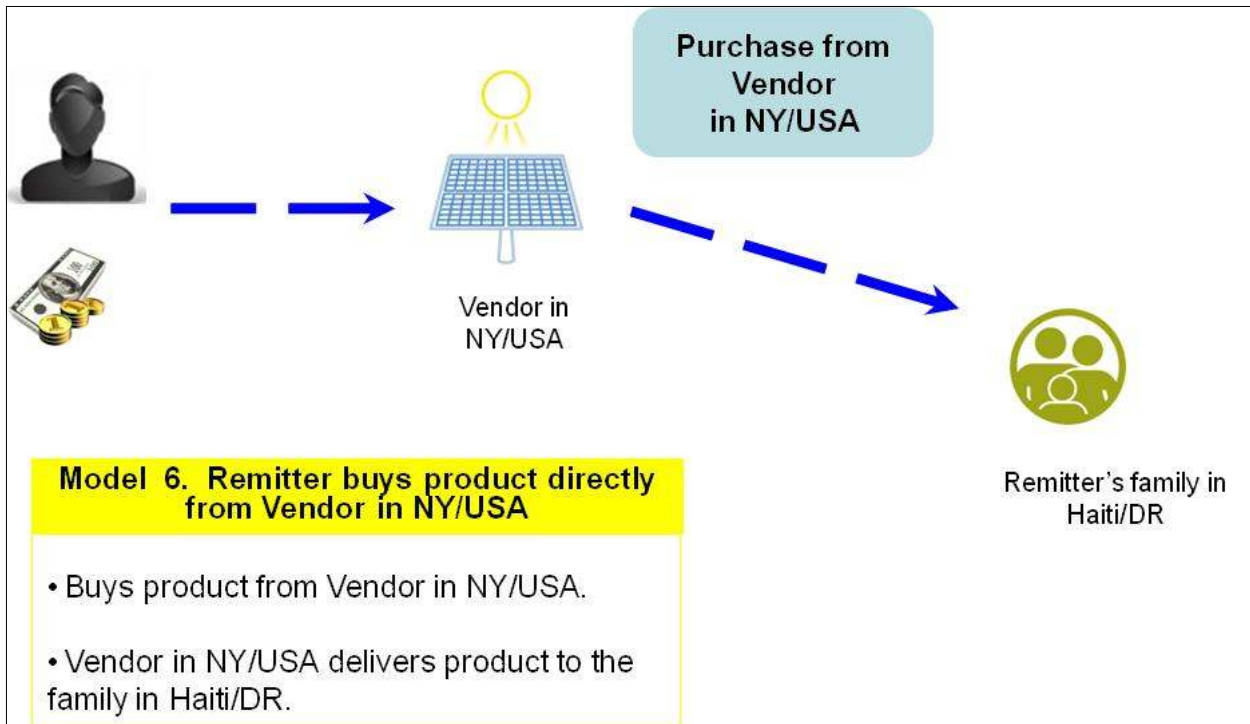 Purchase from
Vendor
in NY/USA
Vendor in
NY/USA
Remitter's family in
Haiti/DR
Model 6. Remitter buys product directly
from Vendor in NY/USA
• Buys product from Vendor in NY/USA.
• Vendor in NY/USA delivers product to the
family in Haiti/DR.